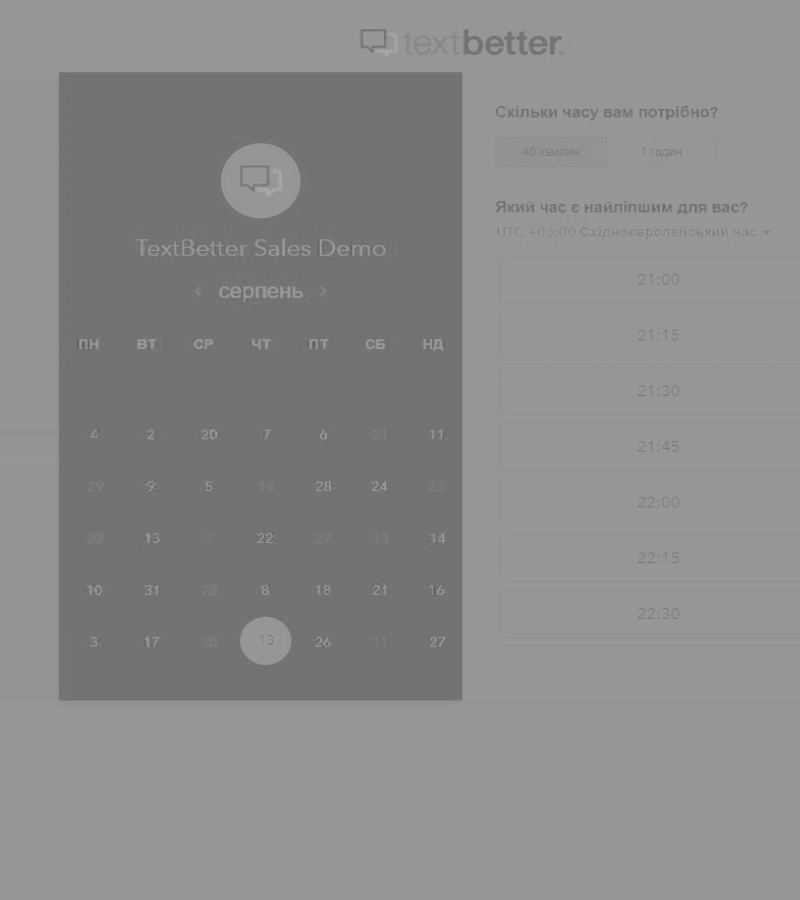 textbetter.
TextBetter Sales Demo
серпень
ПН ВТ СР ЧТ ПТ СБ НД
4 2 20 7 6 21 11
29 9 5 14 28 24 23
22 13 7 22 27 13 14
10 31 22 8 18 21 16
3 17 20 13 26 11 27
Скільки часу вам потрібно?
40 хвилин 1 годин
Який час є найліпшим для вас?
UTC +03:00 Східноєвропейський час
21:00
21:15
21:30
21:45
22:00
22:15
22:30